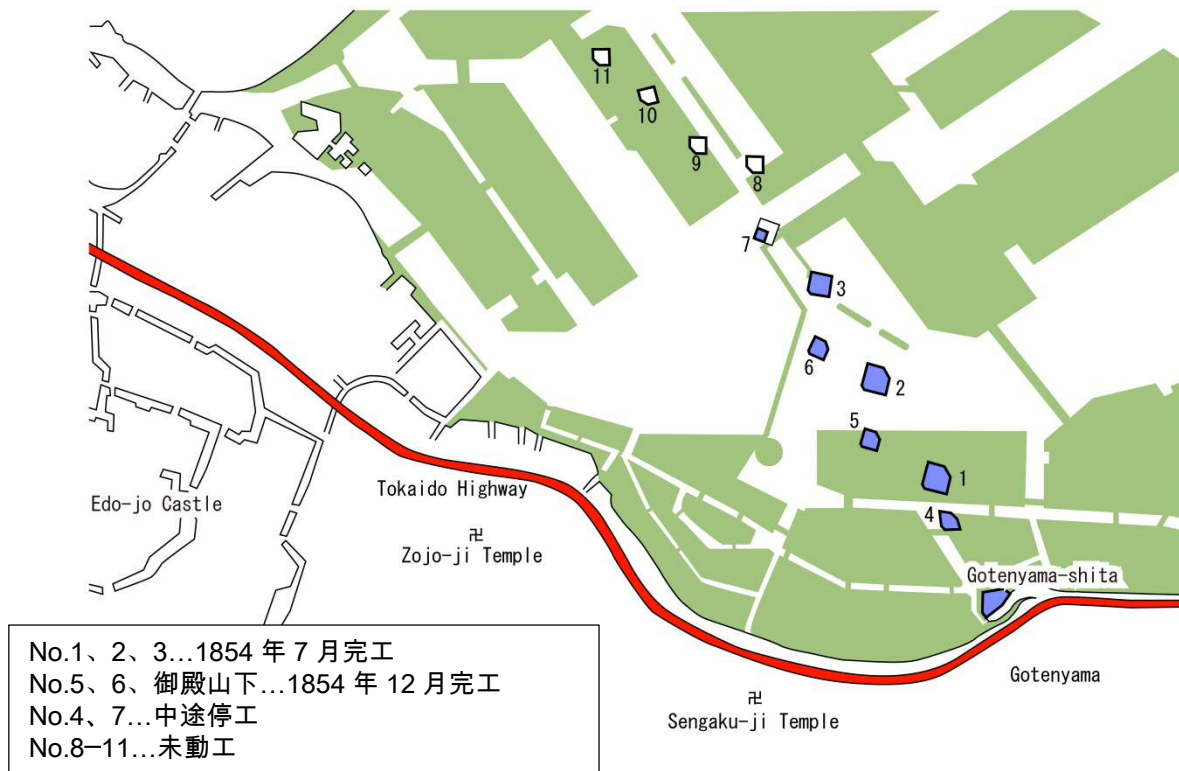 11
10
9
8
7
3
6
2
5
1
4
Edo-jo Castle
Tokaido Highway
卍
Zojo-ji Temple
Gotenyama-shita
Gotenyama
卍
Sengaku-ji Temple
No.1、2、3…1854 年 7 月完工
No.5、6、御殿山下…1854 年 12 月完工
No.4、7…中途停工
No.8–11…未動工